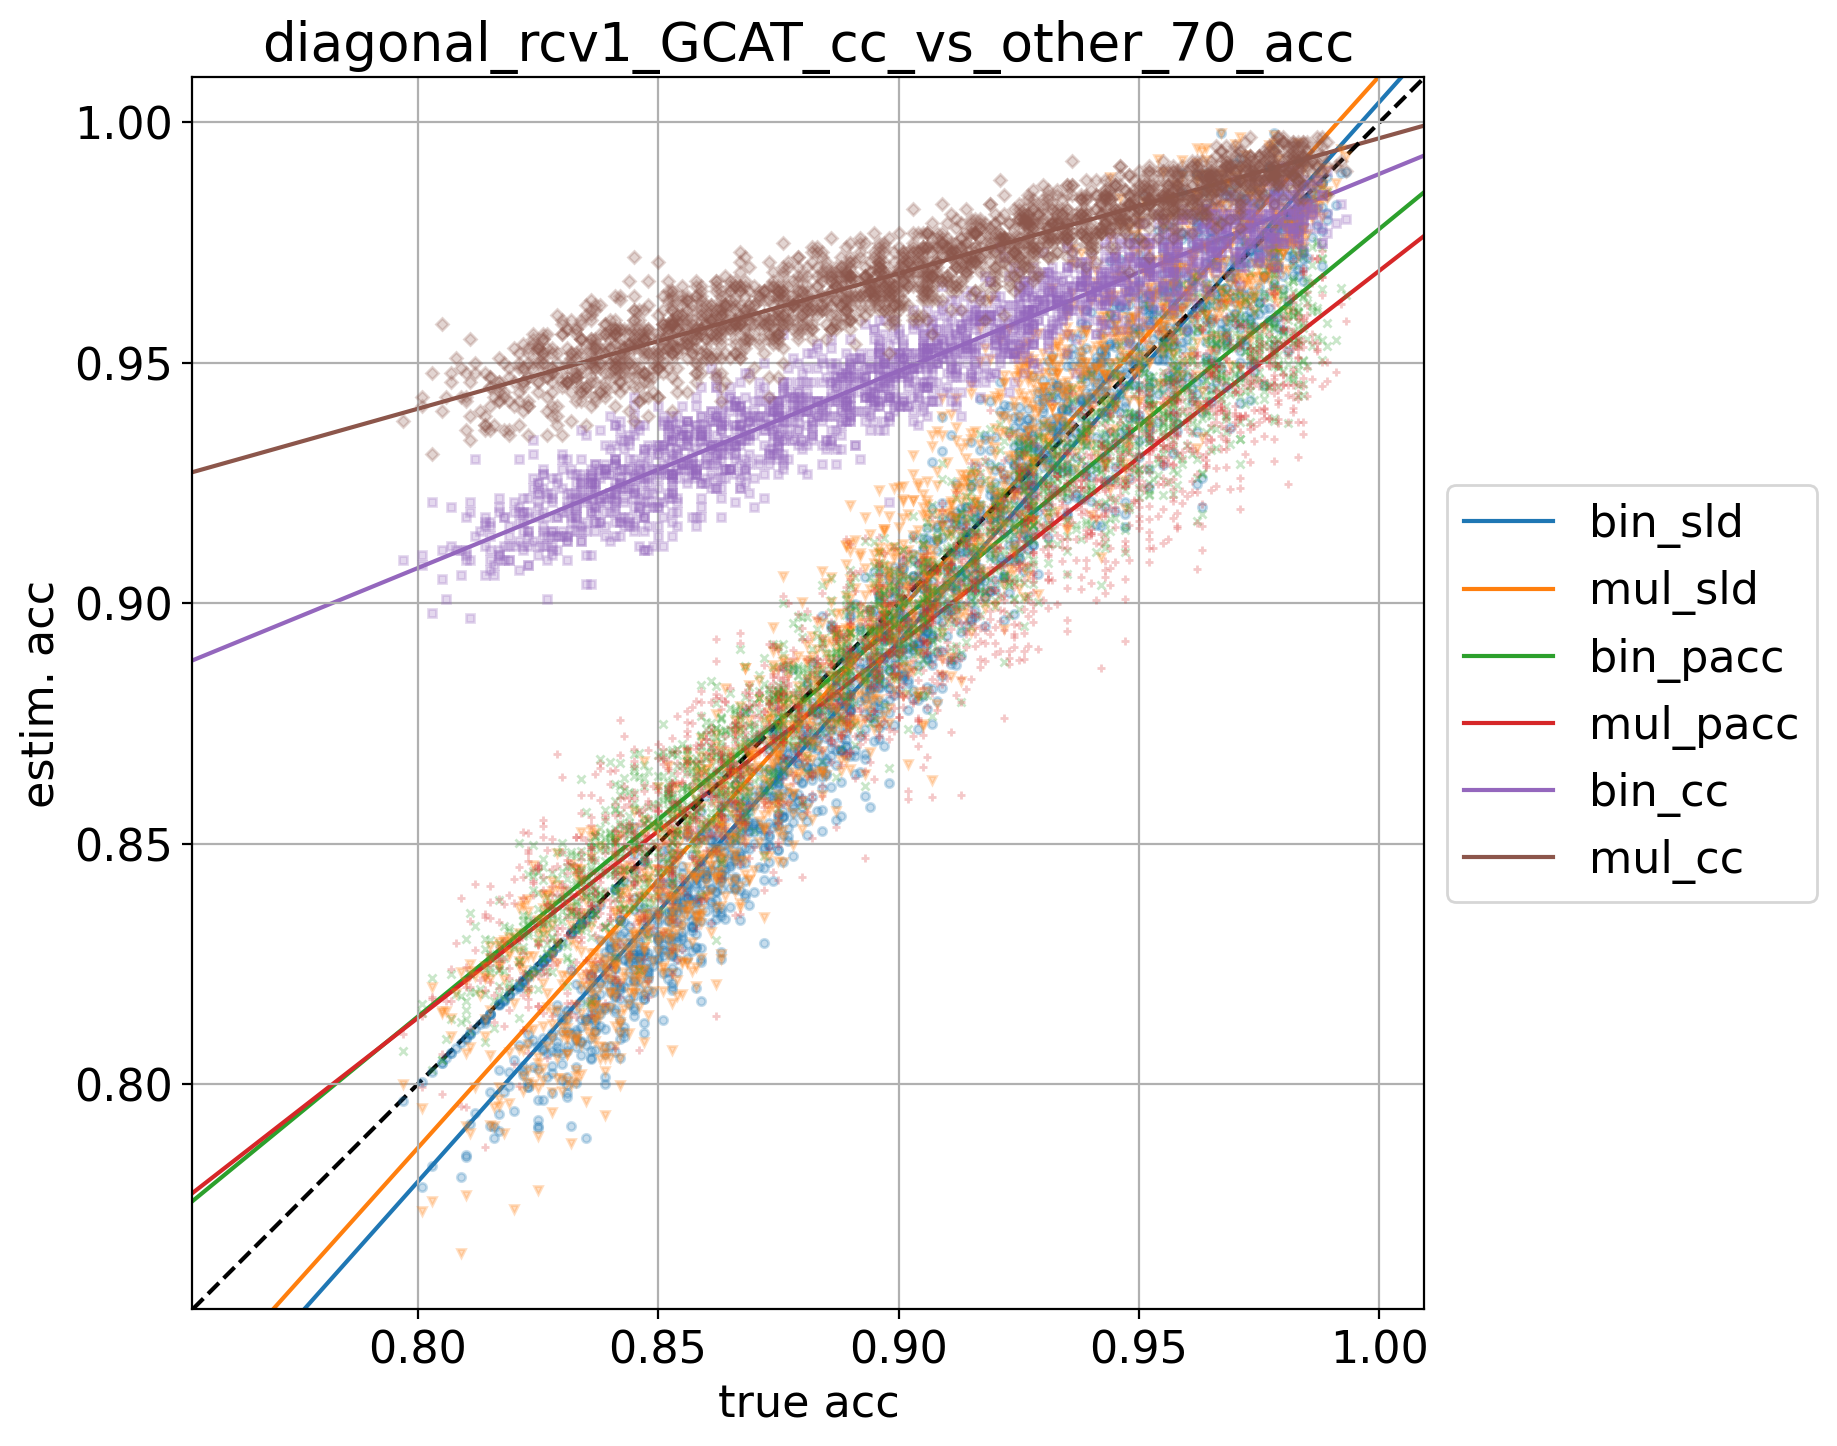 diagonal_rcv1_GCAT_cc_vs_other_70_acc
1.00
0.95
0.90
0.85
0.80
estim. acc
0.80 0.85 0.90 0.95 1.00
true acc
bin_sld
mul_sld
bin_pacc
mul_pacc
bin_cc
mul_cc